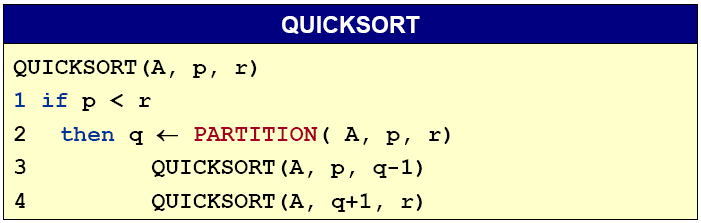 QUICKSORT
QUICKSORT(A, p, r)
1 if p < r
2 then q ← PARTITION( A, p, r)
3 QUICKSORT(A, p, q-1)
4 QUICKSORT(A, q+1, r)